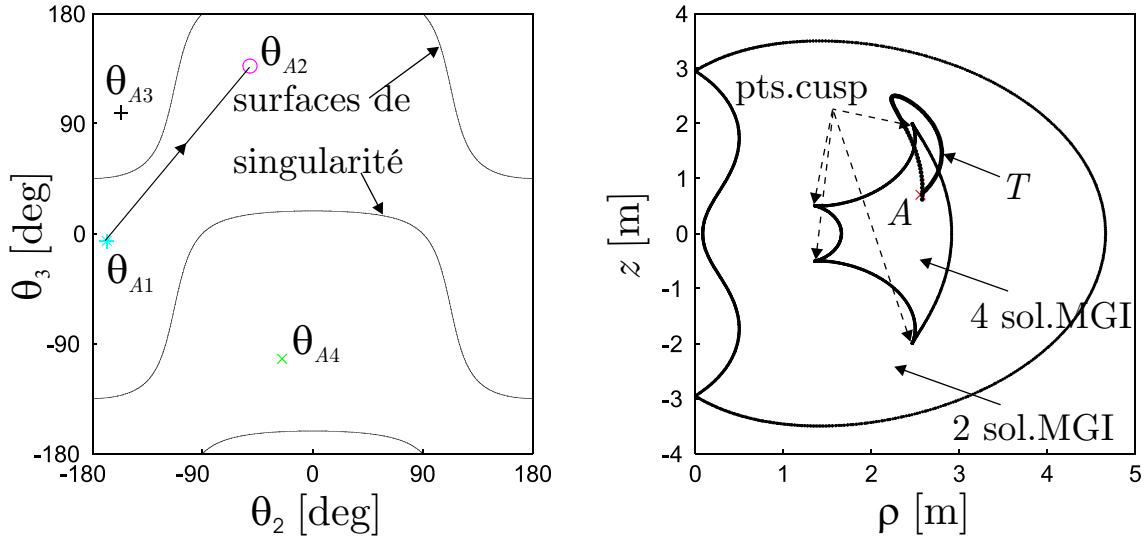 180
90
0
-90
-180
-180
-90
0
90
180
θ3 [deg]
θ2 [deg]
θA1
θA2
θA3
θA4
surfaces de
singularité
4
3
2
1
0
-1
-2
-3
-4
0
1
2
3
4
5
z [m]
ρ [m]
pts.cusp
T
A
4 sol.MGI
2 sol.MGI